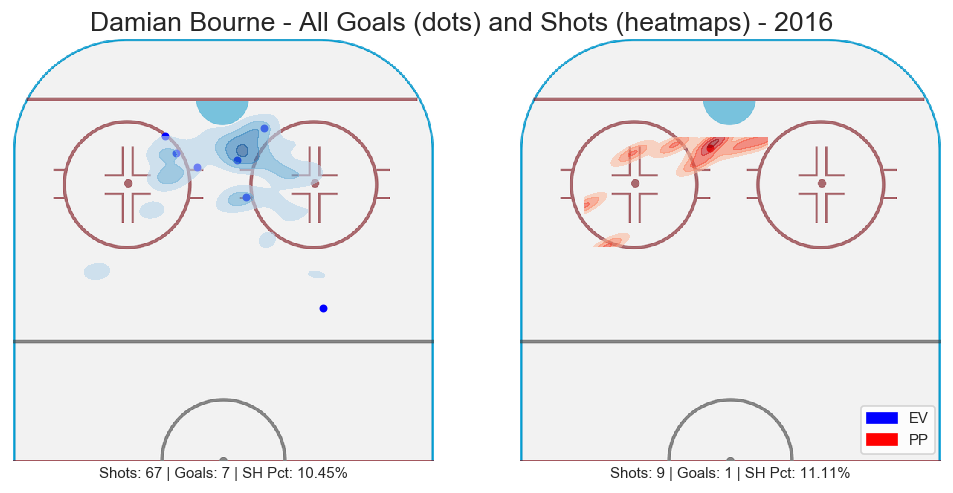 Damian Bourne - All Goals (dots) and Shots (heatmaps) - 2016
EV
PP
Shots: 67 | Goals: 7 | SH Pct: 10.45%
Shots: 9 | Goals: 1 | SH Pct: 11.11%